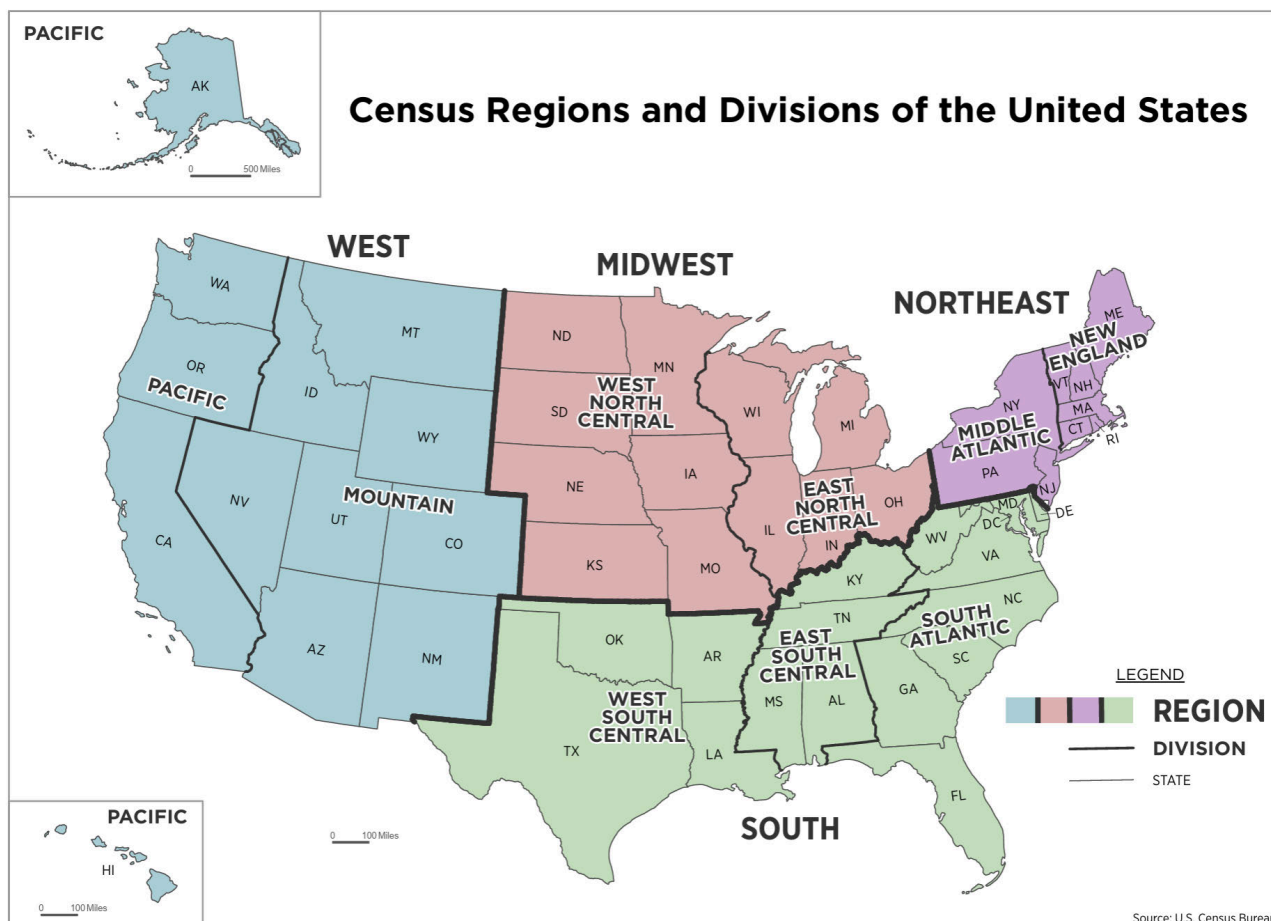 PACIFIC
AK
0 500 Miles
Census Regions and Divisions of the United States
WEST
MIDWEST
NORTHEAST
WA
MT
ND
MN
ME
NEW
ENGLAND
OR
ID
SD
WI
MI
NY
VT
NH
MA
CT
RI
PACIFIC
WEST
NORTH
CENTRAL
MIDDLE
ATLANTIC
WY
IA
PA
NJ
NV
MOUNTAIN
NE
EAST
NORTH
CENTRAL
OH
MD
DE
DC
UT
CO
IL
IN
WV
CA
KS
MO
KY
VA
NC
TN
AZ
NM
OK
AR
EAST
SOUTH
CENTRAL
SOUTH
ATLANTIC
SC
WEST
SOUTH
CENTRAL
MS
AL
GA
TX
LA
FL
SOUTH
LEGEND
REGION
DIVISION
STATE
PACIFIC
HI
0 100 Miles
0 100 Miles
Source: U.S. Census Bureau